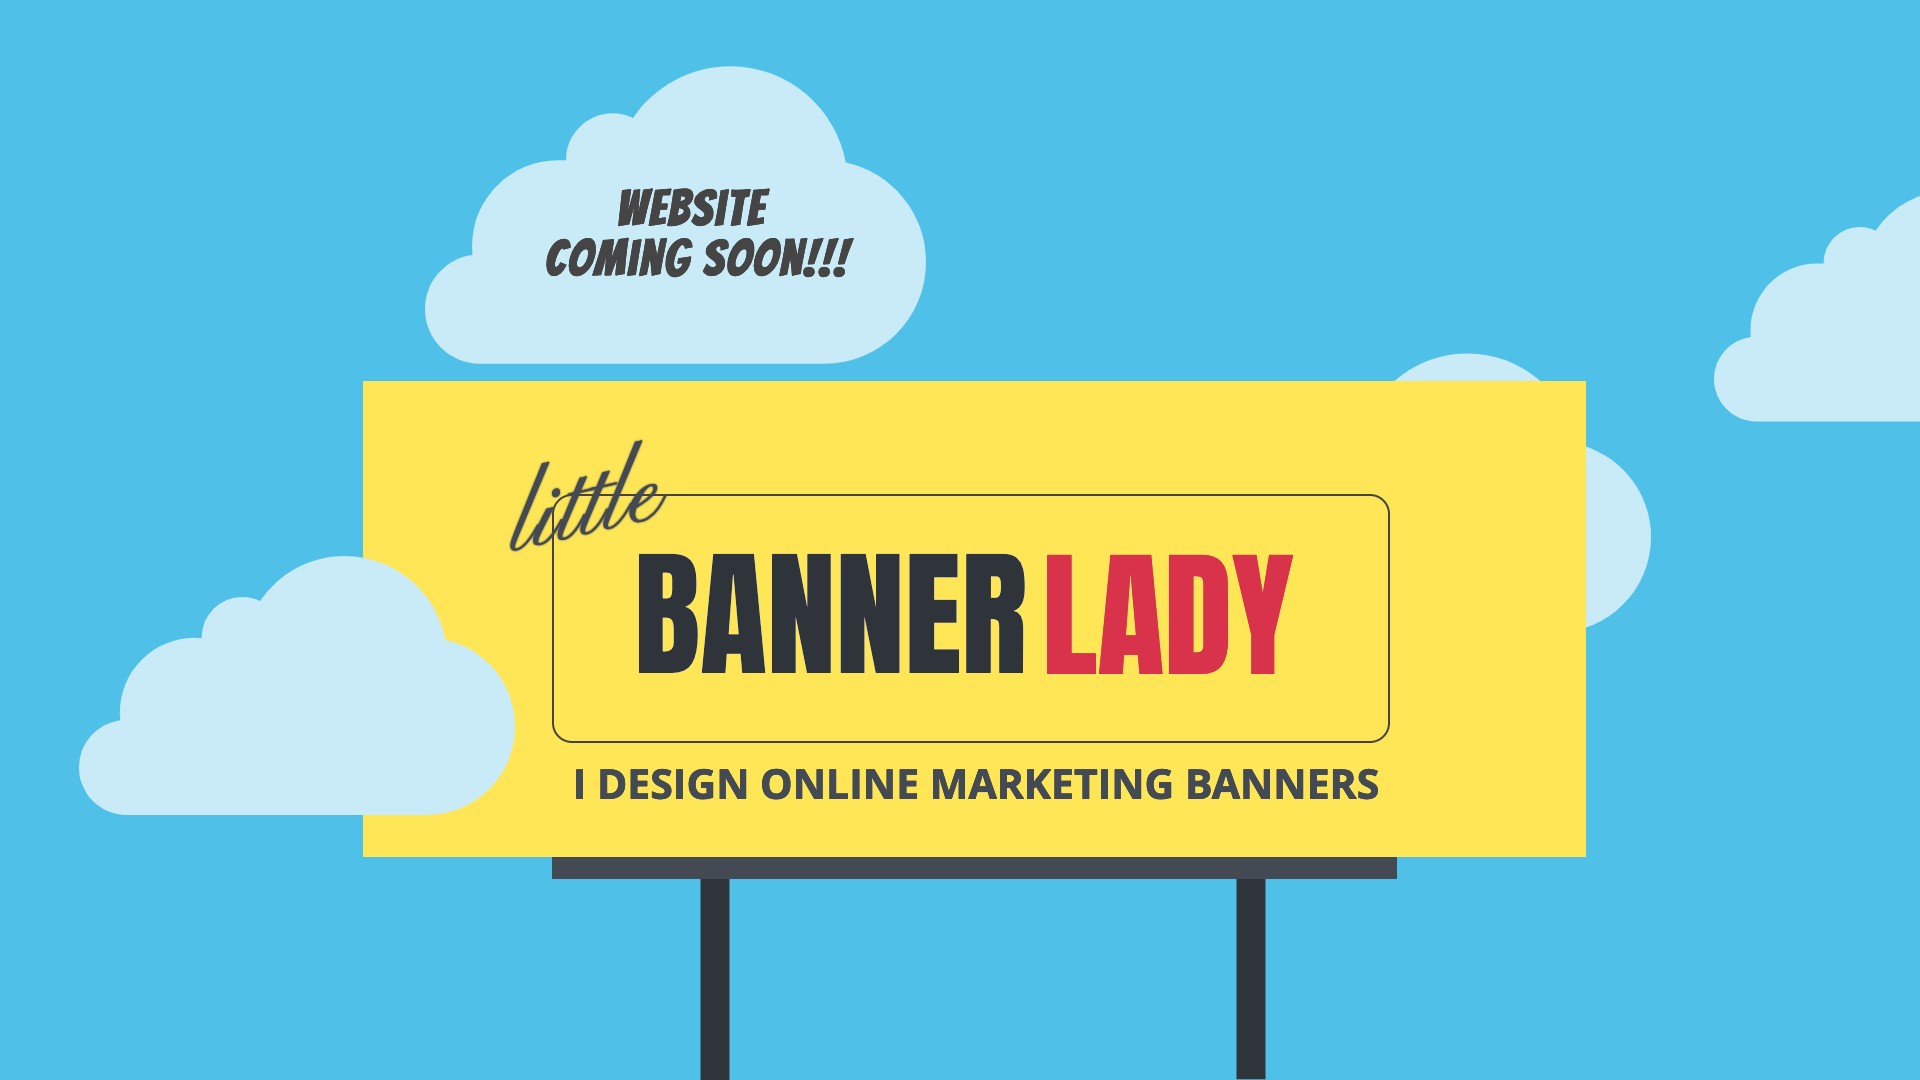 WEBSITE
COMING SOON!!!
little
BANNER LADY
I DESIGN ONLINE MARKETING BANNERS